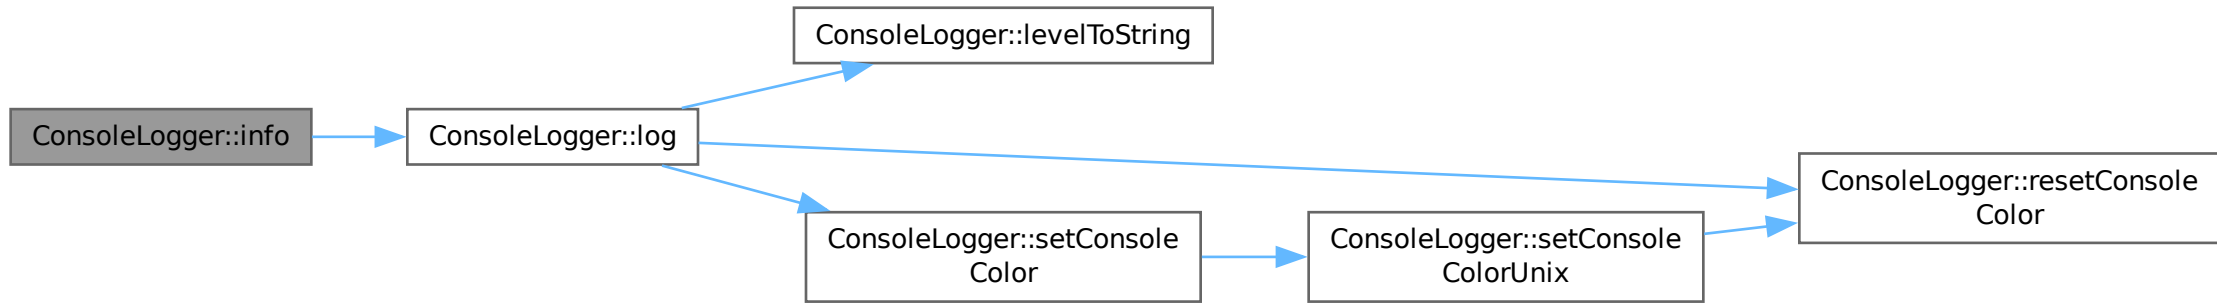 ConsoleLogger::info
ConsoleLogger::log
ConsoleLogger::levelToString
ConsoleLogger::setConsole
Color
ConsoleLogger::setConsole
ColorUnix
ConsoleLogger::resetConsole
Color